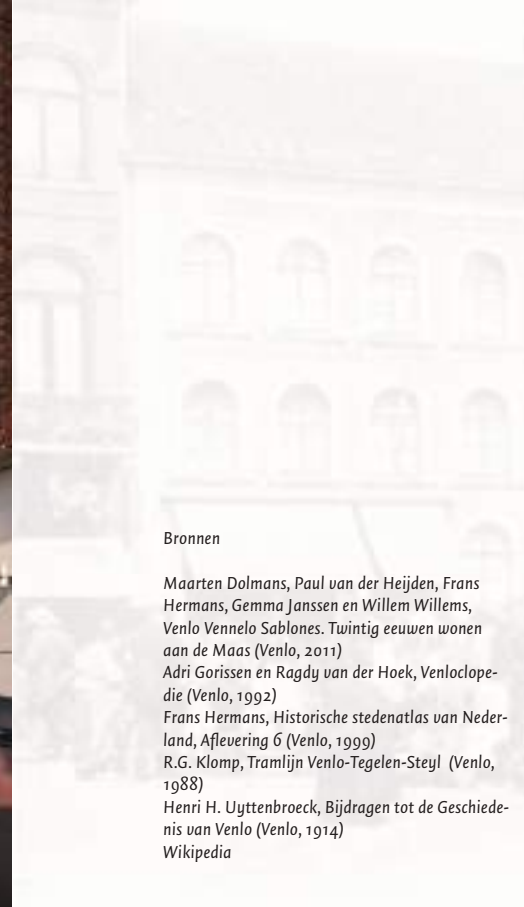 Bronnen
Maarten Dolmans, Paul van der Heijden, Frans
Hermans, Gemma Janssen en Willem Willems,
Venlo Vennelo Sablones. Twintig eeuwen wonen
aan de Maas (Venlo, 2011)
Adri Gorissen en Ragdy van der Hoek, Venloclope-
die (Venlo, 1992)
Frans Hermans, Historische stedenatlas van Neder-
land, Aflevering 6 (Venlo, 1999)
R.G. Klomp, Tramlijn Venlo-Tegelen-Steyl (Venlo,
1988)
Henri H. Uyttenbroeck, Bijdragen tot de Geschiede-
nis van Venlo (Venlo, 1914)
Wikipedia